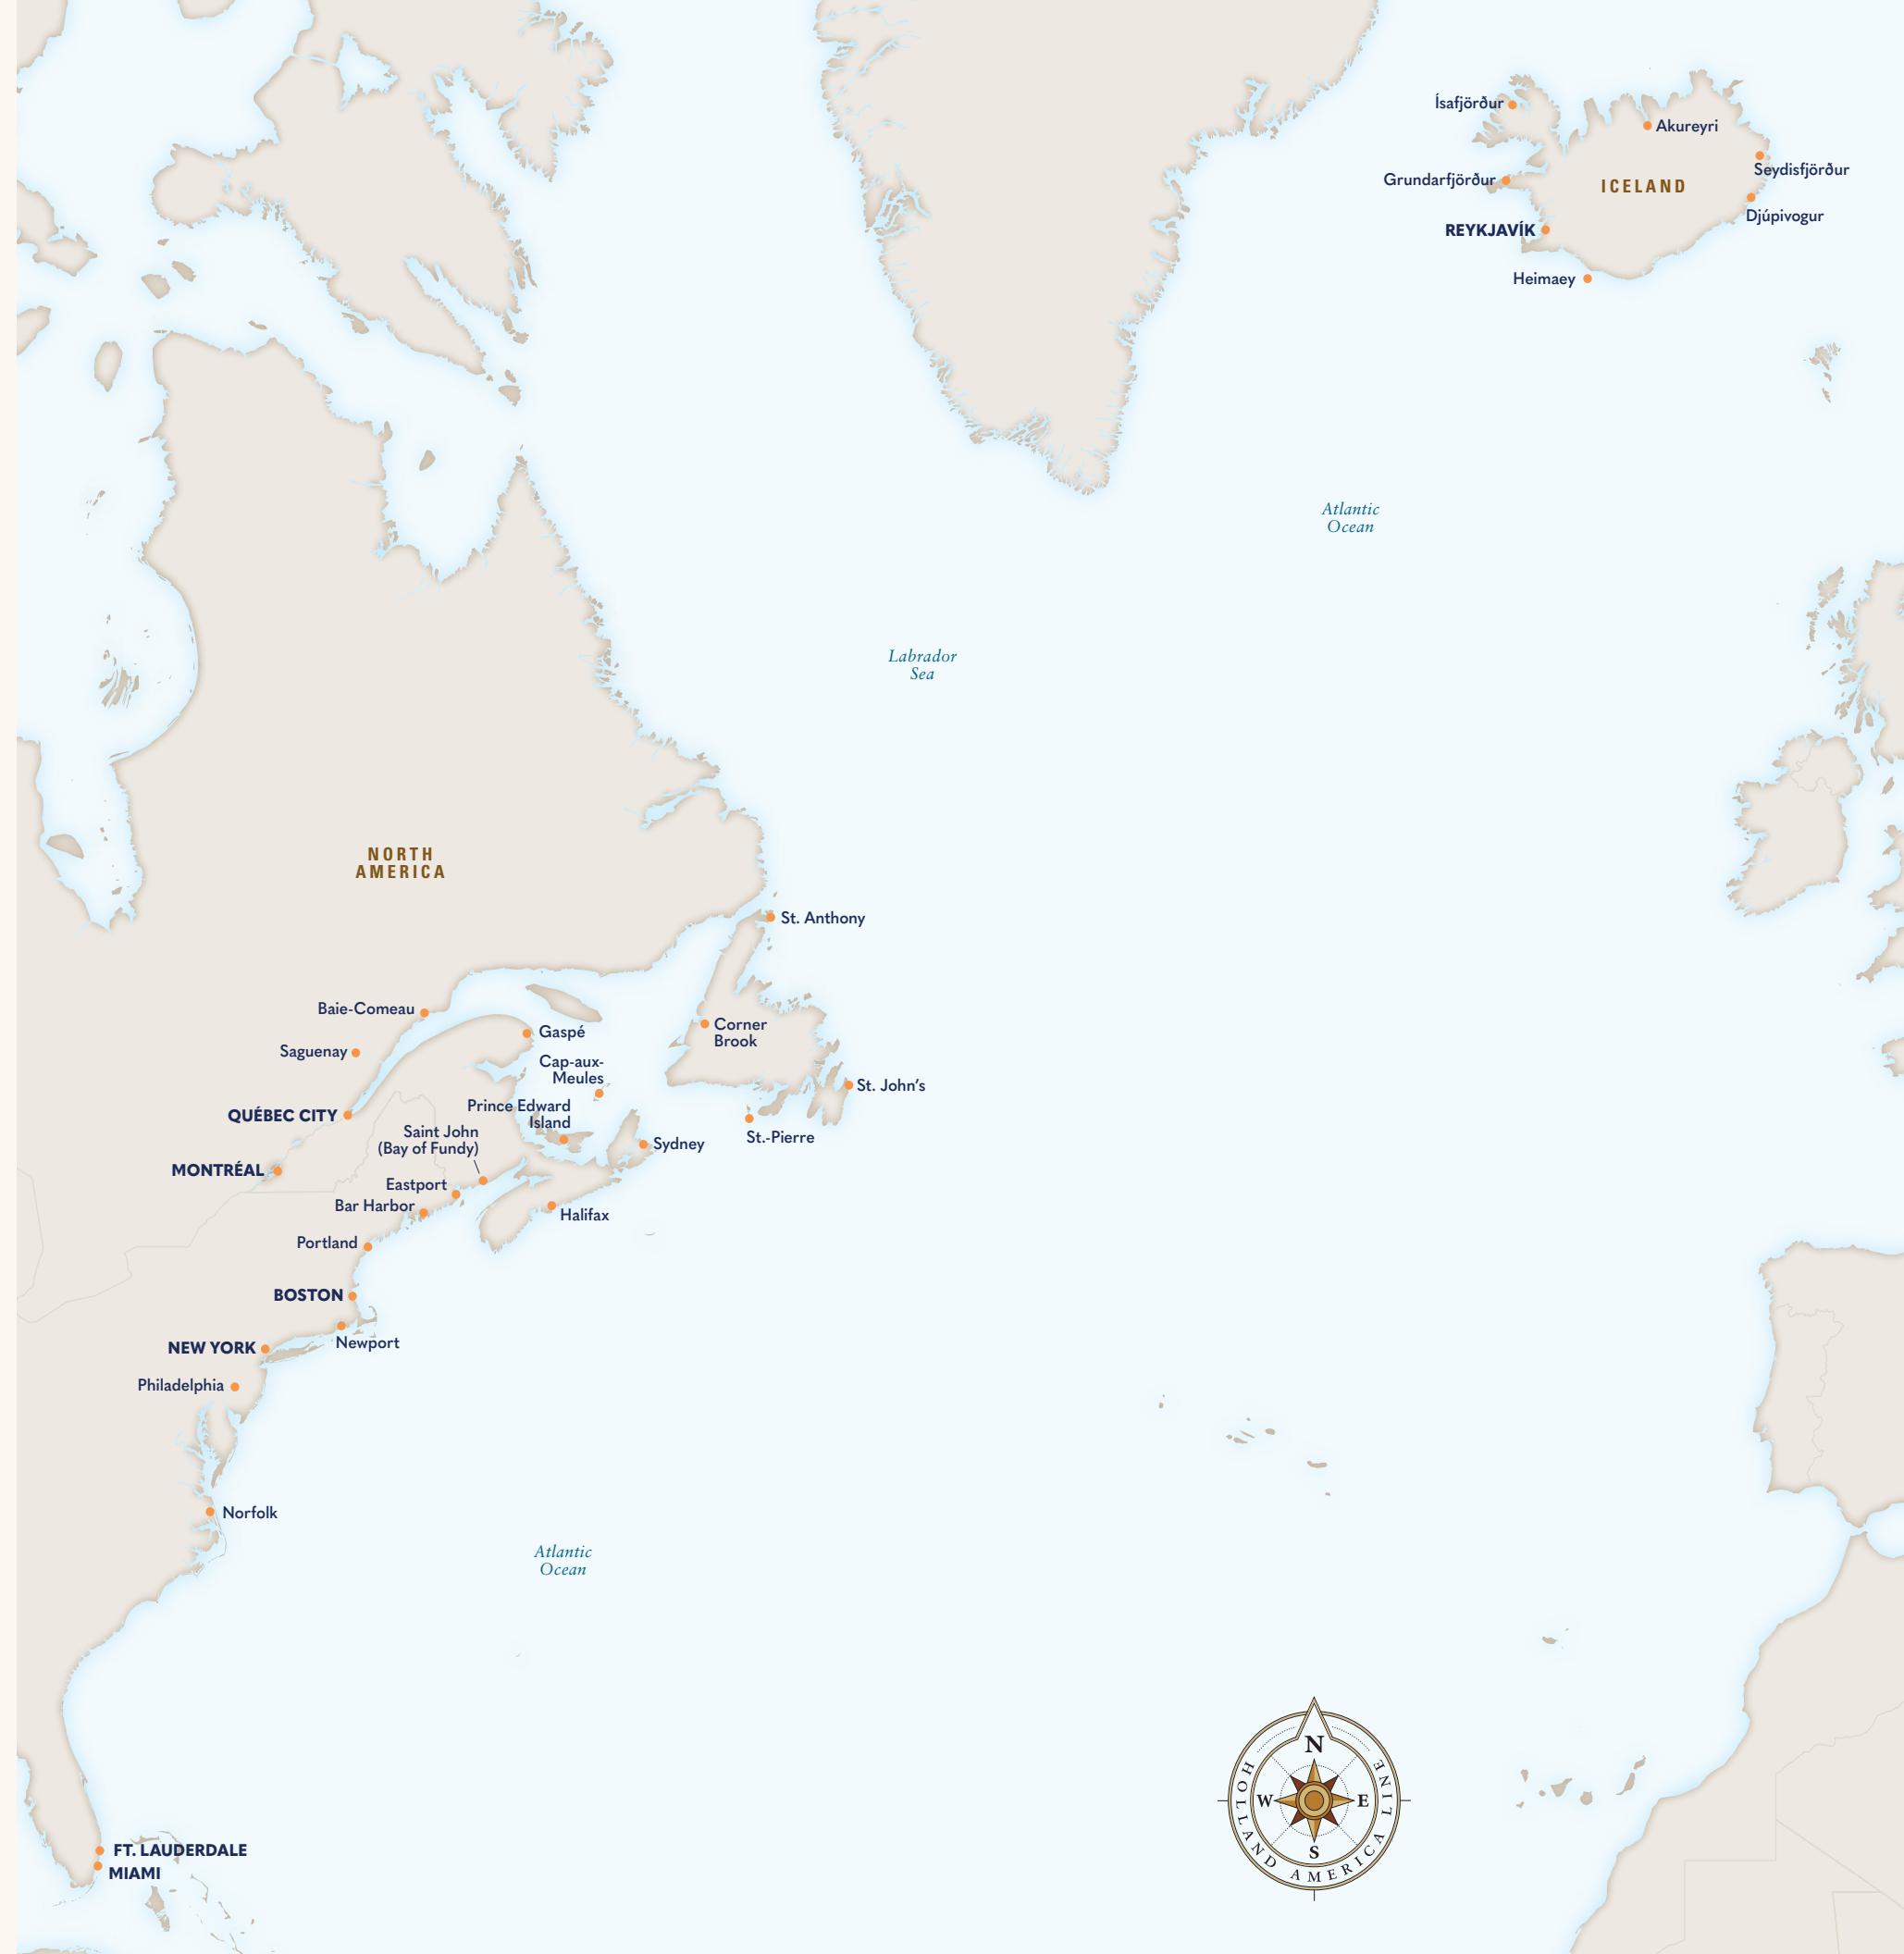 Ísafjörður
Akureyri
Seydisfjörður
Grundarfjörður
ICELAND
Djúpivogur
REYKJAVÍK
Heimaey
Atlantic
Ocean
Labrador
Sea
NORTH
AMERICA
St. Anthony
Baie-Comeau
Gaspé
Corner
Brook
Saguenay
Cap-aux-
Meules
St. John's
Prince Edward
Island
QUÉBEC CITY
Saint John
(Bay of Fundy)
St.-Pierre
Sydney
MONTRÉAL
Eastport
Bar Harbor
Halifax
Portland
BOSTON
Newport
NEW YORK
Philadelphia
Norfolk
Atlantic
Ocean
N
W
E
S
HOLLAND AMERICA LINE
FT. LAUDERDALE
MIAMI